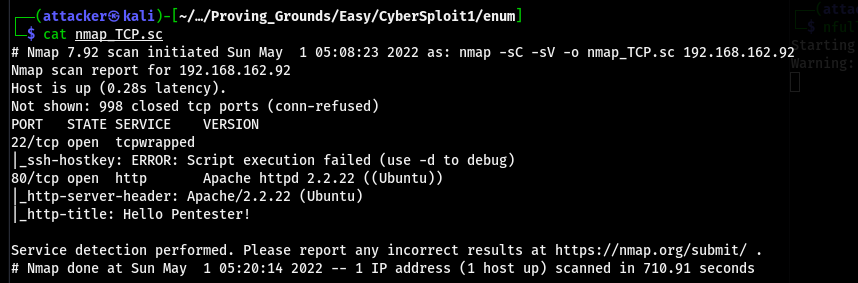 ┌──(attacker㉿kali)-[~/…/Proving_Grounds/Easy/CyberSploit1/enum]
└─$ cat nmap_TCP.sc
# Nmap 7.92 scan initiated Sun May  1 05:08:23 2022 as: nmap -sC -sV -o nmap_TCP.sc 192.168.162.92
Nmap scan report for 192.168.162.92
Host is up (0.28s latency).
Not shown: 998 closed tcp ports (conn-refused)
PORT   STATE SERVICE    VERSION
22/tcp open  tcpwrapped
|_ssh-hostkey: ERROR: Script execution failed (use -d to debug)
80/tcp open  http       Apache httpd 2.2.22 ((Ubuntu))
|_http-server-header: Apache/2.2.22 (Ubuntu)
|_http-title: Hello Pentester!
Service detection performed. Please report any incorrect results at https://nmap.org/submit/ .
# Nmap done at Sun May  1 05:20:14 2022 -- 1 IP address (1 host up) scanned in 710.91 seconds
┌──(atta
└─$ nful
Starting
Warning: